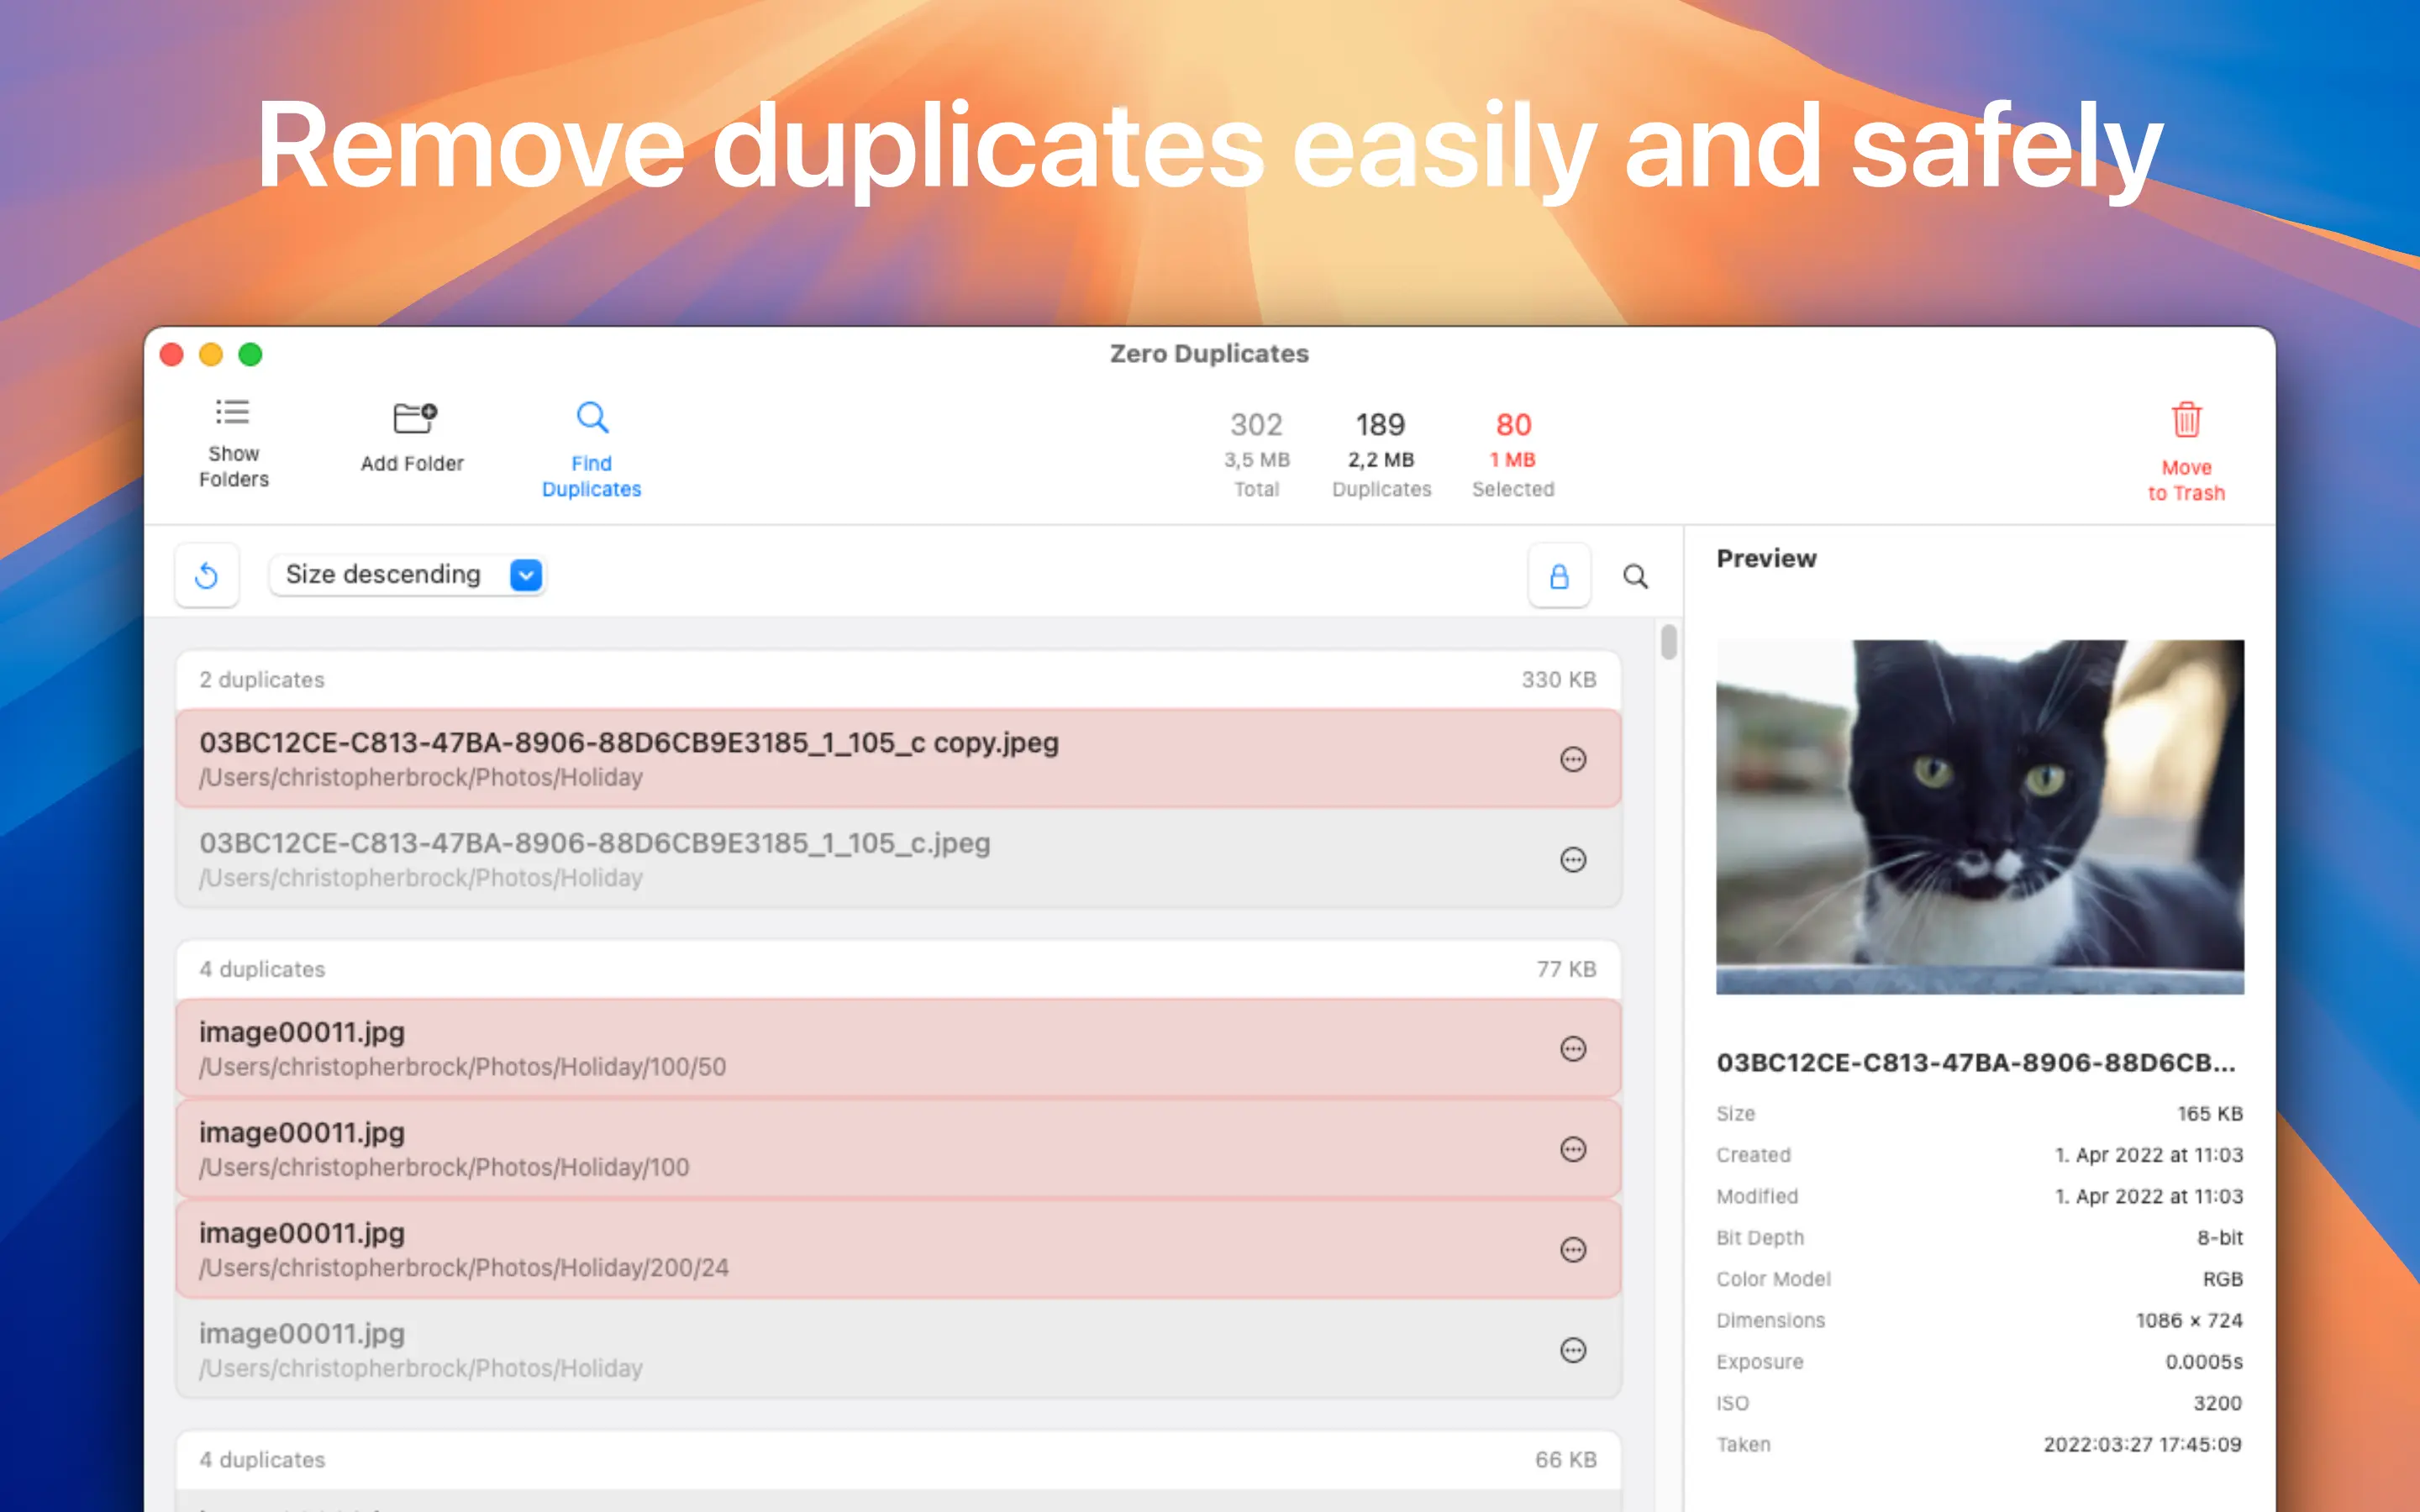 Remove duplicates easily and safely
Zero Duplicates
Show
Folders
Add Folder
Find
Duplicates
302
3,5 MB
Total
189
2,2 MB
Duplicates
80
1 MB
Selected
Move
to Trash
Size descending
2 duplicates 330 KB
03BC12CE-C813-47BA-8906-88D6CB9E3185_1_105_c copy.jpeg
/Users/christopherbrock/Photos/Holiday
03BC12CE-C813-47BA-8906-88D6CB9E3185_1_105_c.jpeg
/Users/christopherbrock/Photos/Holiday
4 duplicates 77 KB
image00011.jpg
/Users/christopherbrock/Photos/Holiday/100/50
image00011.jpg
/Users/christopherbrock/Photos/Holiday/100
image00011.jpg
/Users/christopherbrock/Photos/Holiday/200/24
image00011.jpg
/Users/christopherbrock/Photos/Holiday
4 duplicates 66 KB
Preview
03BC12CE-C813-47BA-8906-88D6CB...
Size 165 KB
Created 1. Apr 2022 at 11:03
Modified 1. Apr 2022 at 11:03
Bit Depth 8-bit
Color Model RGB
Dimensions 1086 × 724
Exposure 0.0005s
ISO 3200
Taken 2022:03:27 17:45:09